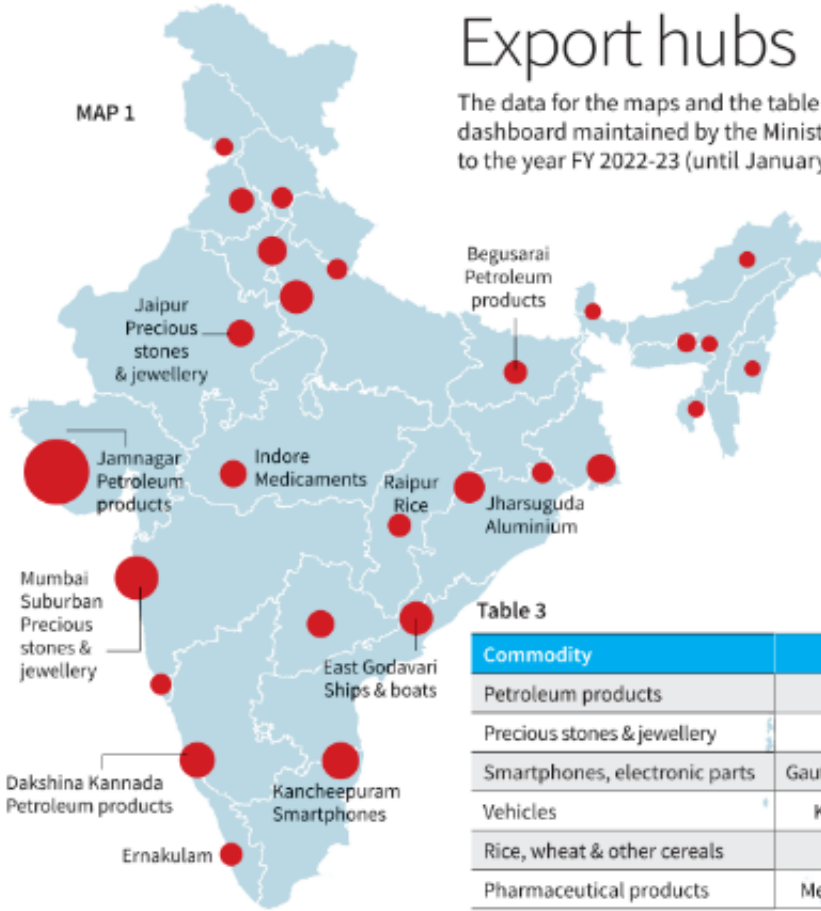 Export hubs
The data for the maps and the table
dashboard maintained by the Minist
to the year FY 2022-23 (until January
MAP 1
Begusarai
Petroleum
products
Jaipur
Precious
stones
& jewellery
Jamnagar
Petroleum
products
Indore
Medicaments
Raipur
Rice
Jharsuguda
Aluminium
Mumbai
Suburban
Precious
stones &
jewellery
East Godavari
Ships & boats
Dakshina Kannada
Petroleum products
Kancheepuram
Smartphones
Ernakulam
Table 3
Commodity
Petroleum products
Precious stones & jewellery
Smartphones, electronic parts Gau
Vehicles K
Rice, wheat & other cereals
Pharmaceutical products Me